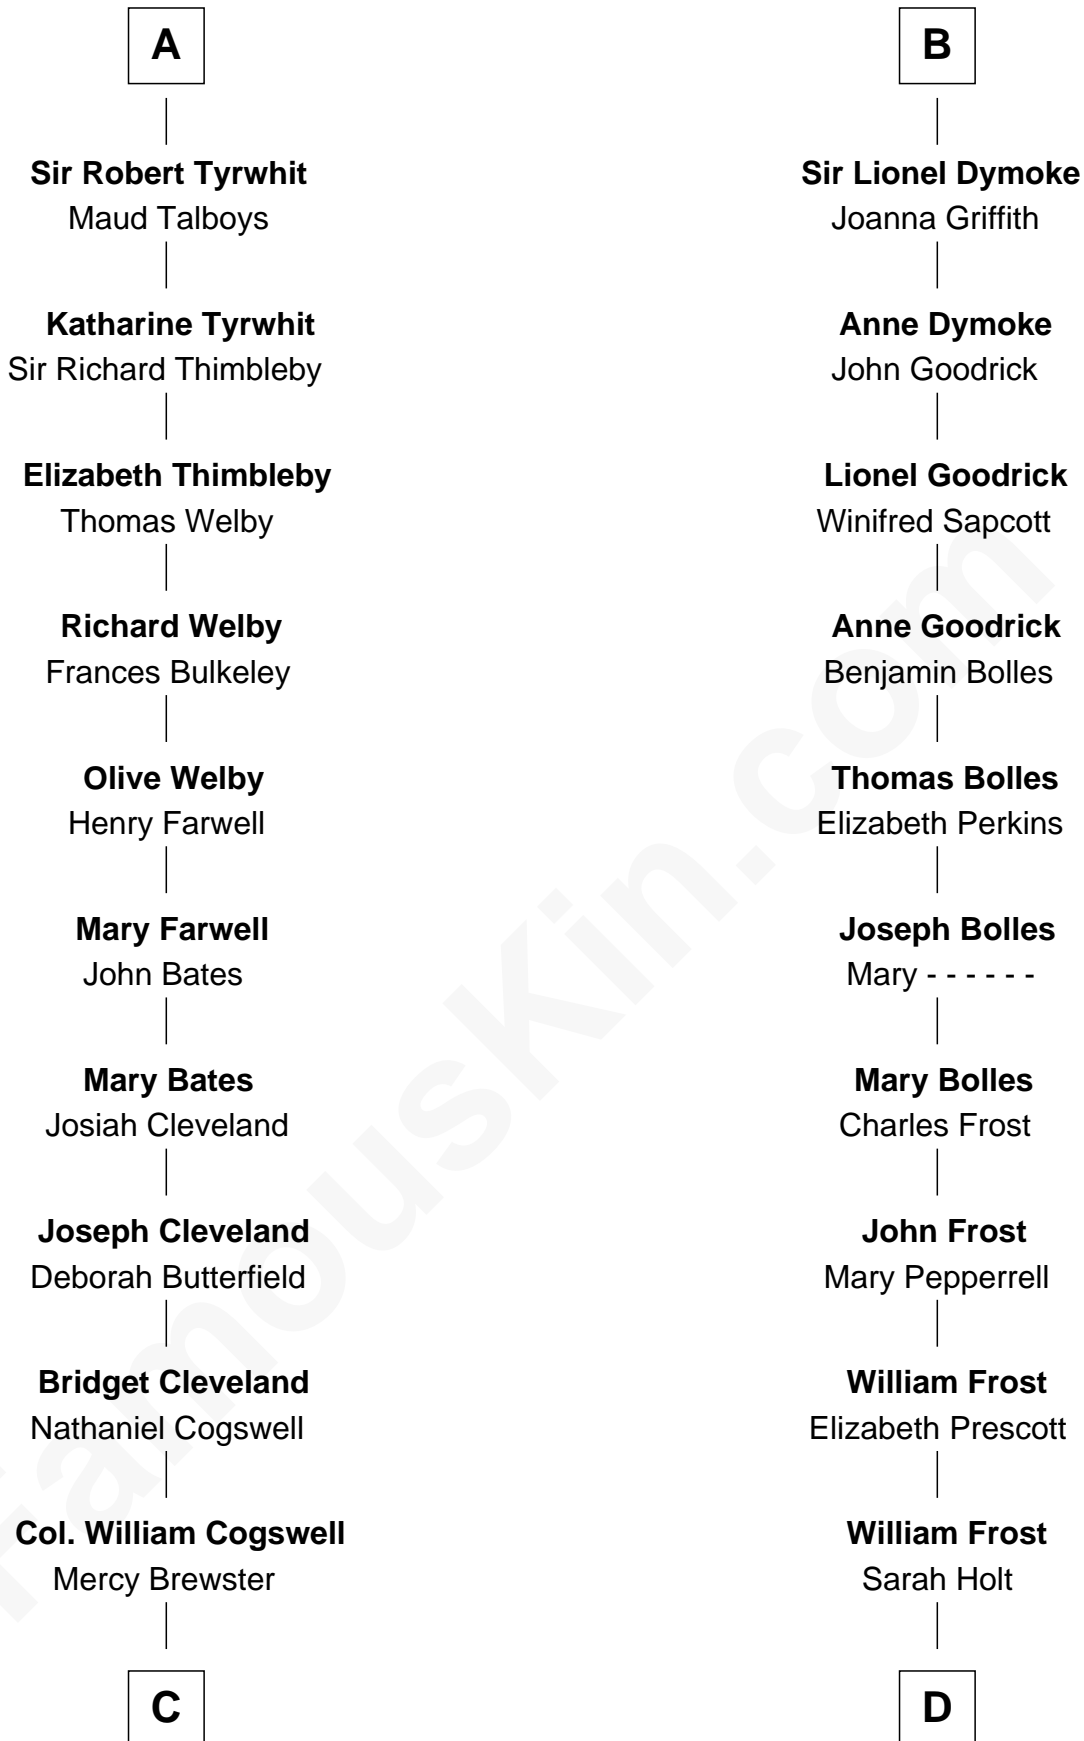 A
Sir Robert Tyrwhit
Maud Talboys
Katharine Tyrwhit
Sir Richard Thimbleby
Elizabeth Thimbleby
Thomas Welby
Richard Welby
Frances Bulkeley
Olive Welby
Henry Farwell
Mary Farwell
John Bates
Mary Bates
Josiah Cleveland
Joseph Cleveland
Deborah Butterfield
Bridget Cleveland
Nathaniel Cogswell
Col. William Cogswell
Mercy Brewster
C
B
Sir Lionel Dymoke
Joanna Griffith
Anne Dymoke
John Goodrick
Lionel Goodrick
Winifred Sapcott
Anne Goodrick
Benjamin Bolles
Thomas Bolles
Elizabeth Perkins
Joseph Bolles
Mary - - - - - -
Mary Bolles
Charles Frost
John Frost
Mary Pepperrell
William Frost
Elizabeth Prescott
William Frost
Sarah Holt
D
FamousKin.com